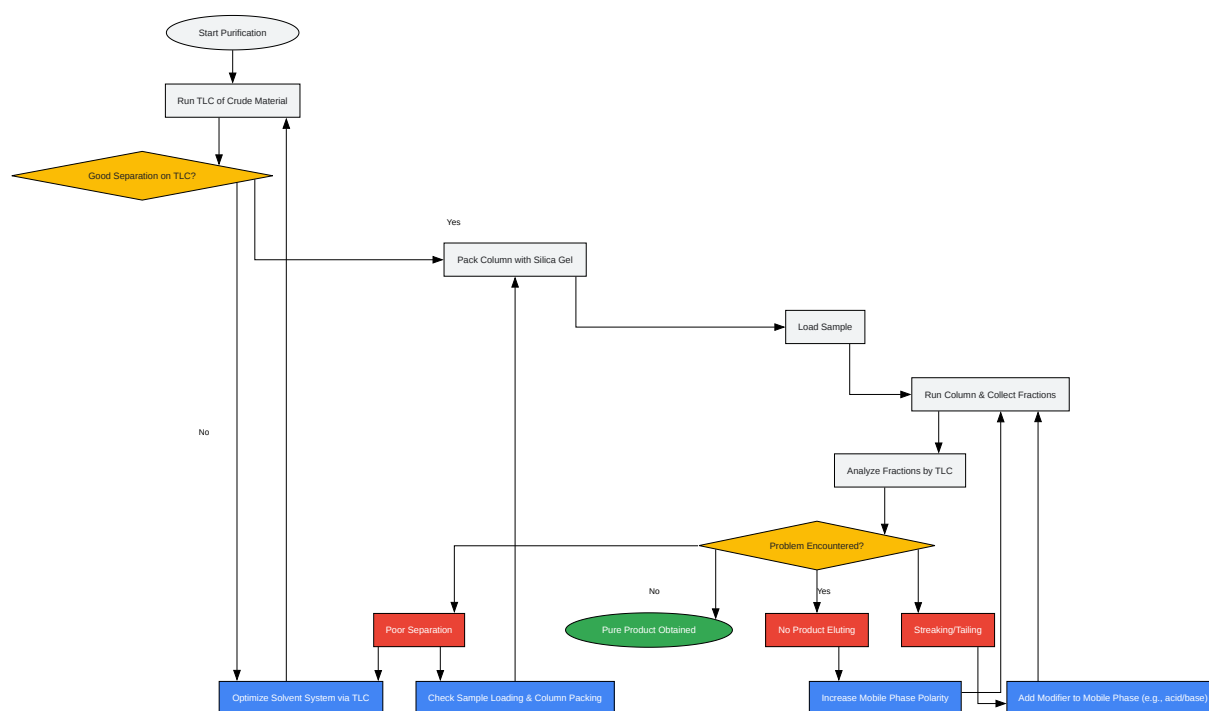 Start Purification
Run TLC of Crude Material
Good Separation on TLC?
Yes
Pack Column with Silica Gel
Load Sample
Run Column & Collect Fractions
No
Analyze Fractions by TLC
Problem Encountered?
No
Yes
Poor Separation
Pure Product Obtained
No Product Eluting
Streaking/Tailing
Optimize Solvent System via TLC
Check Sample Loading & Column Packing
Increase Mobile Phase Polarity
Add Modifier to Mobile Phase (e.g., acid/base)